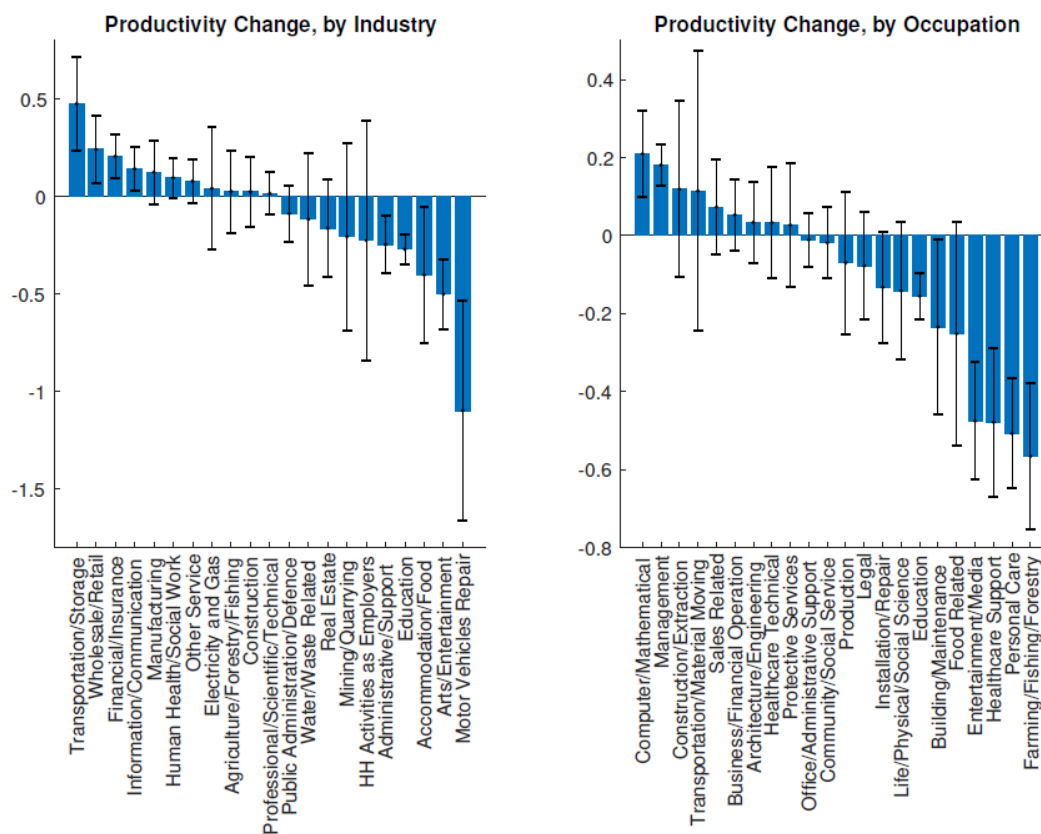 Productivity Change, by Industry
0.5
0
-0.5
-1
-1.5
Transportation/Storage
Wholesale/Retail
Financial/Insurance
Information/Communication
Manufacturing
Human Health/Social Work
Other Service
Electricity and Gas
Agriculture/Forestry/Fishing
Construction
Professional/Scientific/Technical
Public Administration/Defence
Water/Waste Related
Real Estate
Mining/Quarrying
HH Activities as Employers
Administrative/Support
Education
Accommodation/Food
Arts/Entertainment
Motor Vehicles Repair
Productivity Change, by Occupation
0.4
0.2
0
-0.2
-0.4
-0.6
-0.8
Computer/Mathematical
Management
Construction/Extraction
Transportation/Material Moving
Sales Related
Business/Financial Operation
Architecture/Engineering
Healthcare Technical
Protective Services
Office/Administrative Support
Community/Social Service
Production
Legal
Installation/Repair
Life/Physical/Social Science
Education
Building/Maintenance
Food Related
Entertainment/Media
Healthcare Support
Personal Care
Farming/Fishing/Forestry